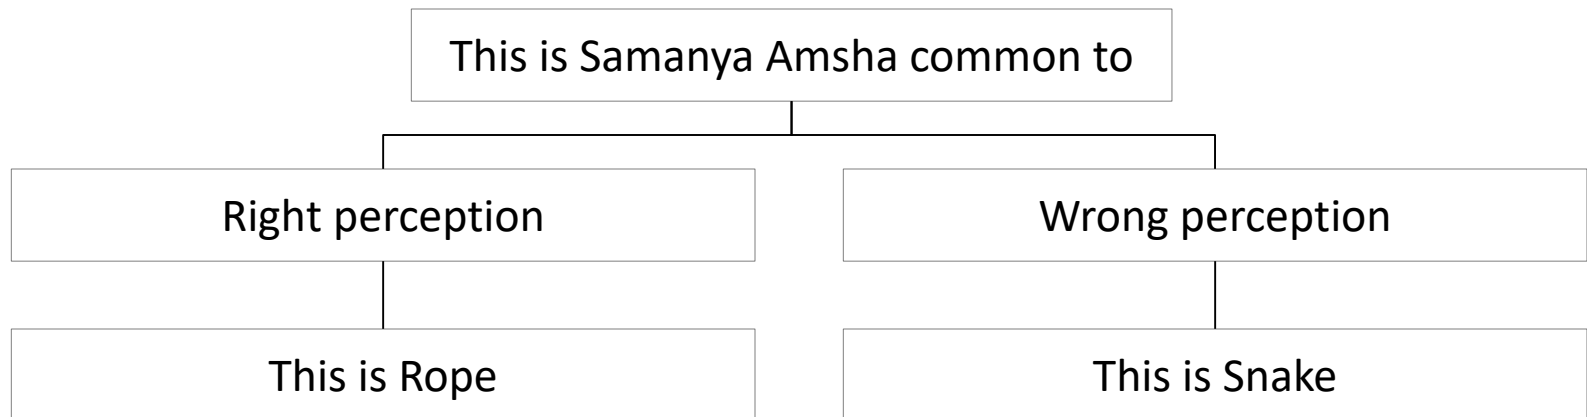 This is Samanya Amsha common to
Right perception
Wrong perception
This is Rope
This is Snake